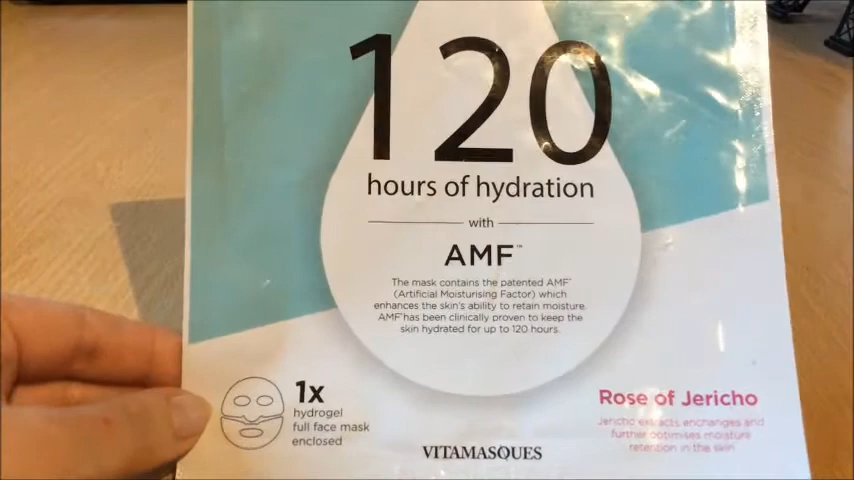 120
hours of hydration
with
AMF™
The mask contains the patented AMF™
(Artificial Moisturising Factor) which
enhances the skin's ability to retain moisture.
AMF™ has been clinically proven to keep the
skin hydrated for up to 120 hours.
1x
hydrogel
full face mask
enclosed
VITAMASQUES
Rose of Jericho
Jericho extracts enchanges and
further optimises moisture
retention in the skin